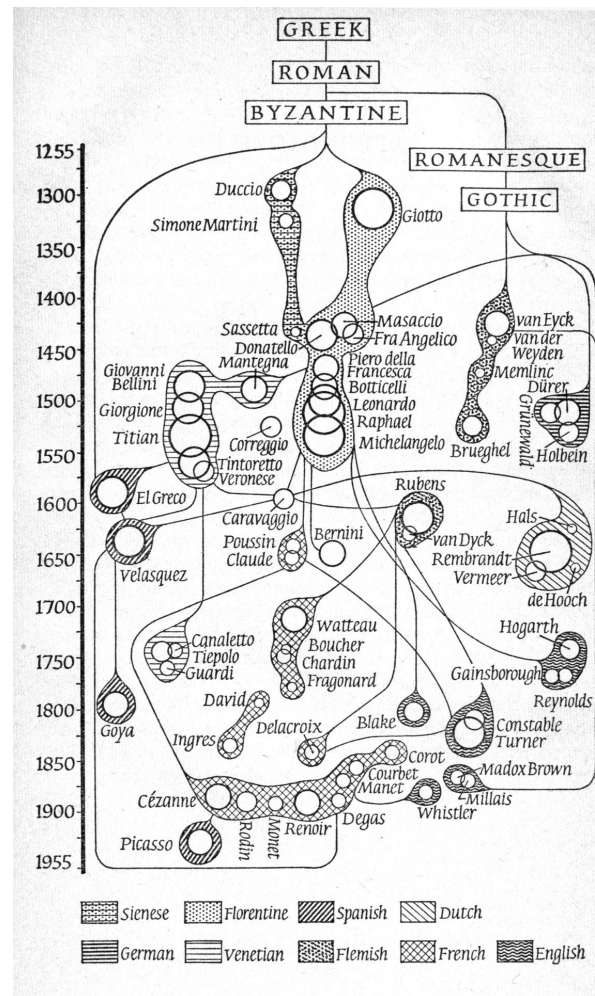 GREEK
ROMAN
BYZANTINE
ROMANESQUE
GOTHIC
1255
1300
1350
1400
1450
1500
1550
1600
1650
1700
1750
1800
1850
1900
1955
Duccio
Giotto
Simone Martini
Sassetta
Masaccio
Fra Angelico
Donatello
Mantegna
Piero della
Francesca
Botticelli
Leonardo
Raphael
Michelangelo
van Eyck
van der
Weyden
Memlinc
Brueghel
Dürer
Grünewald
Holbein
Giovanni
Bellini
Giorgione
Titian
Correggio
Tintoretto
Veronese
El Greco
Caravaggio
Rubens
van Dyck
Hals
Rembrandt
Vermeer
de Hooch
Velasquez
Poussin
Claude
Bernini
Watteau
Boucher
Chardin
Fragonard
Canaletto
Tiepolo
Guardi
Hogarth
Gainsborough
Reynolds
Goya
David
Ingres
Delacroix
Blake
Constable
Turner
Corot
Courbet
Manet
Madox Brown
Millais
Whistler
Cézanne
Rodin
Monet
Renoir
Degas
Picasso
Sienese
Florentine
Spanish
Dutch
German
Venetian
Flemish
French
English